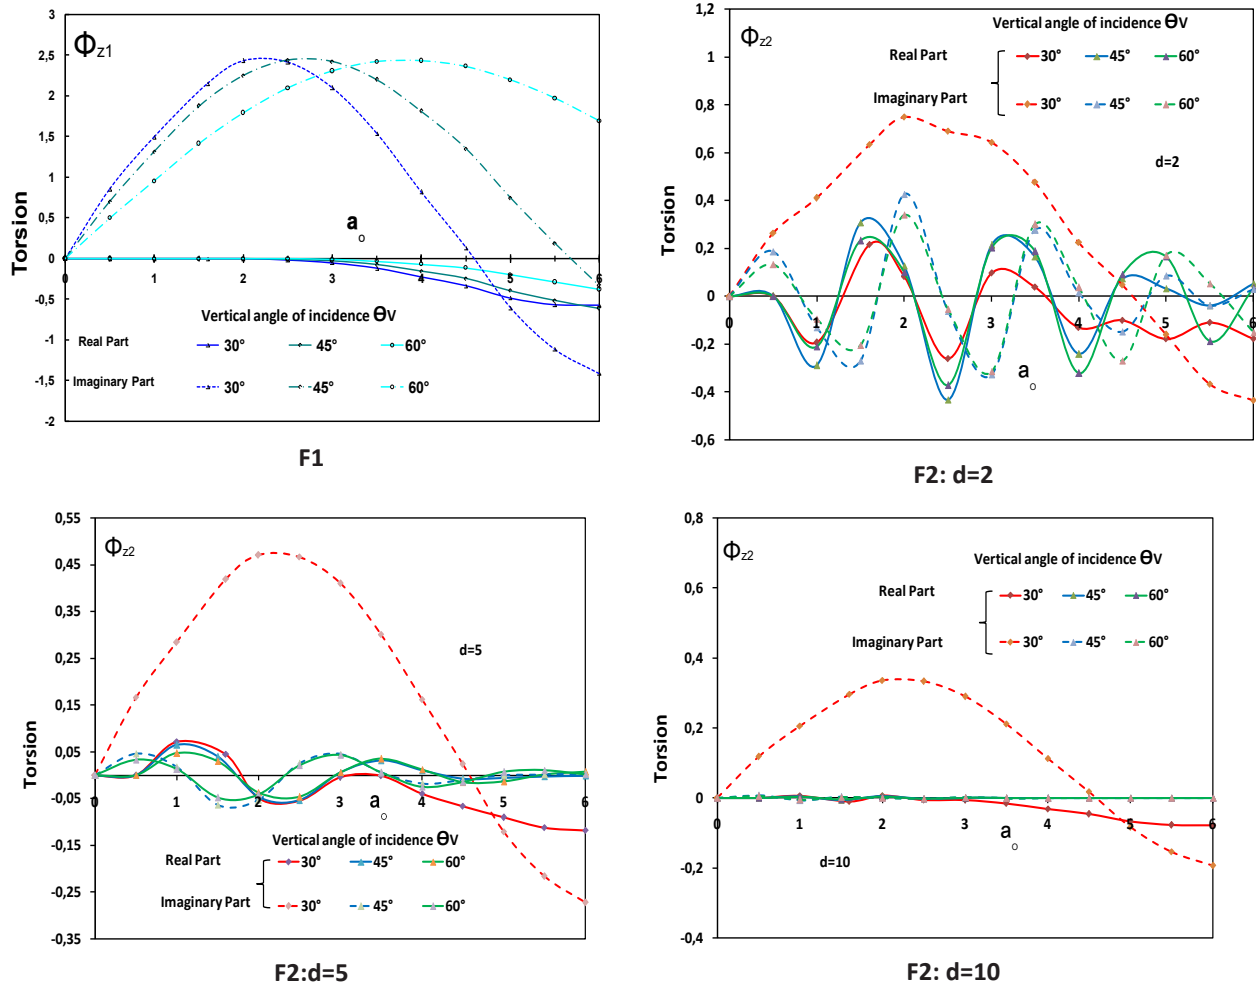 Φz1
Torsion
3
2,5
2
1,5
1
0,5
0
-0,5
-1
-1,5
-2
0 1 2 3 4 5 6
ao
Vertical angle of incidence ƟV
Real Part 30° 45° 60°
Imaginary Part 30° 45° 60°
F1
Φz2
Torsion
1,2
1
0,8
0,6
0,4
0,2
0
-0,2
-0,4
-0,6
0 1 2 3 4 5 6
Vertical angle of incidence ƟV
Real Part 30° 45° 60°
Imaginary Part 30° 45° 60°
d=2
ao
F2: d=2
Φz2
Torsion
0,55
0,45
0,35
0,25
0,15
0,05
-0,05
-0,15
-0,25
-0,35
0 1 2 3 4 5 6
d=5
ao
Vertical angle of incidence ƟV
Real Part 30° 45° 60°
Imaginary Part 30° 45° 60°
F2:d=5
Φz2
Torsion
0,8
0,6
0,4
0,2
0
-0,2
-0,4
0 1 2 3 4 5 6
Vertical angle of incidence ƟV
Real Part 30° 45° 60°
Imaginary Part 30° 45° 60°
ao
d=10
F2: d=10